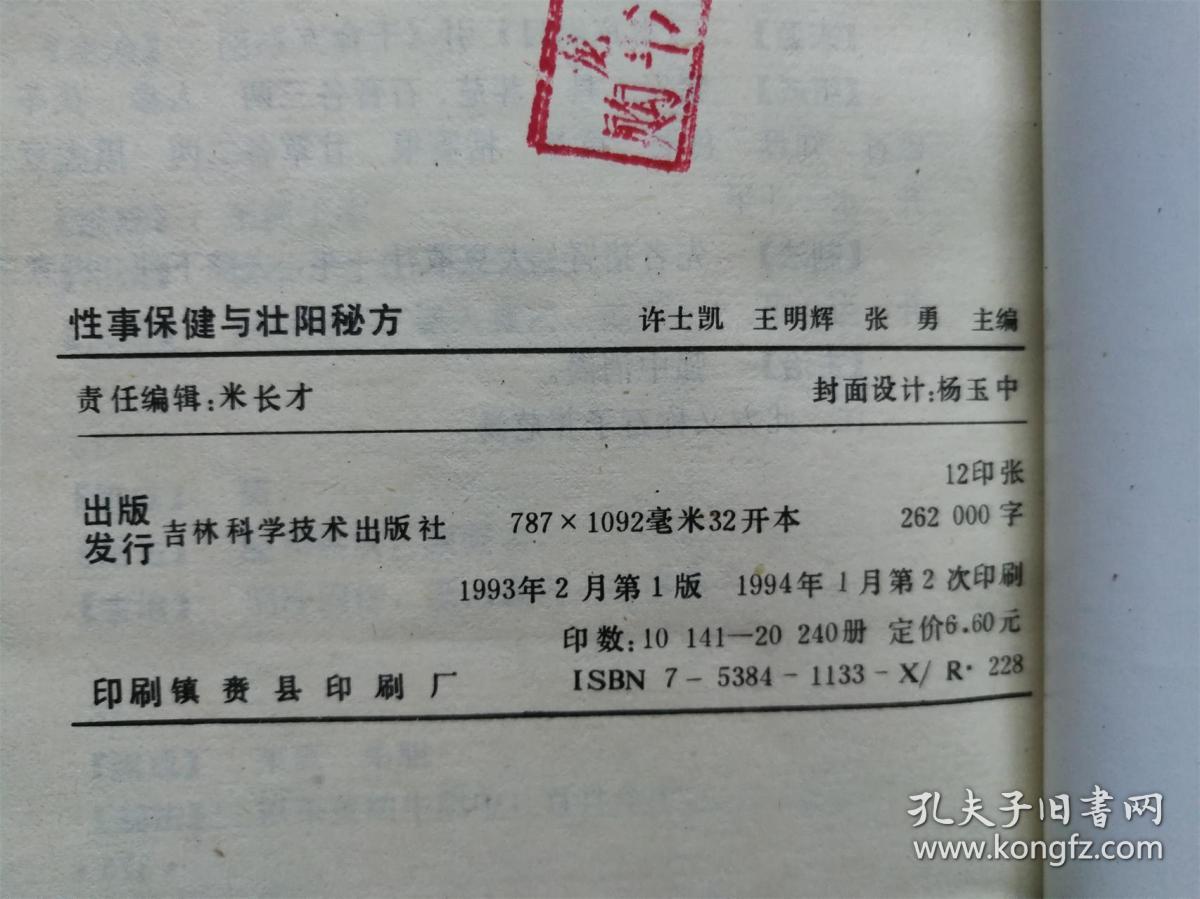 购书
性事保健与壮阳秘方 许士凯 王明辉 张 勇 主编
责任编辑:米长才 封面设计:杨玉中
12印张
出版
发行 吉林科学技术出版社 787×1092毫米32开本 262 000字
1993年2月第1版 1994年1月第2次印刷
印数:10 141—20 240册 定价6.60元
印刷镇赉县印刷厂 ISBN 7-5384-1133-X/R·228
孔夫子旧书网
www.kongfz.com